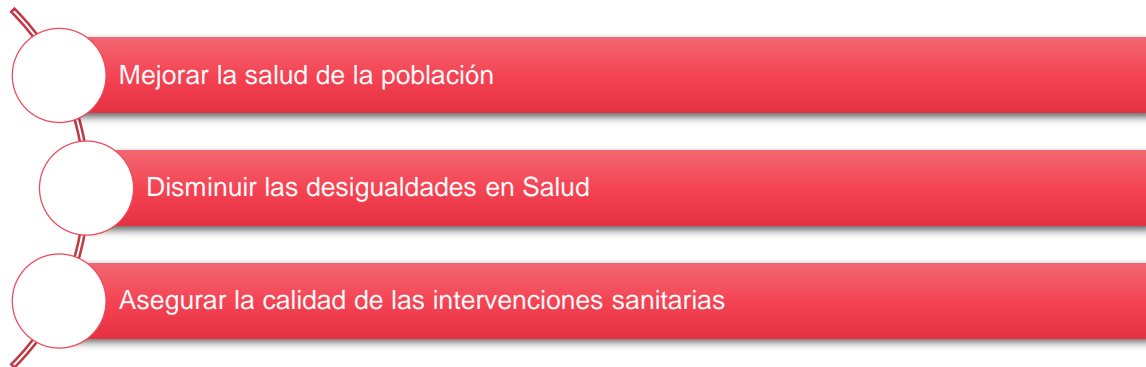 Mejorar la salud de la población
Disminuir las desigualdades en Salud
Asegurar la calidad de las intervenciones sanitarias